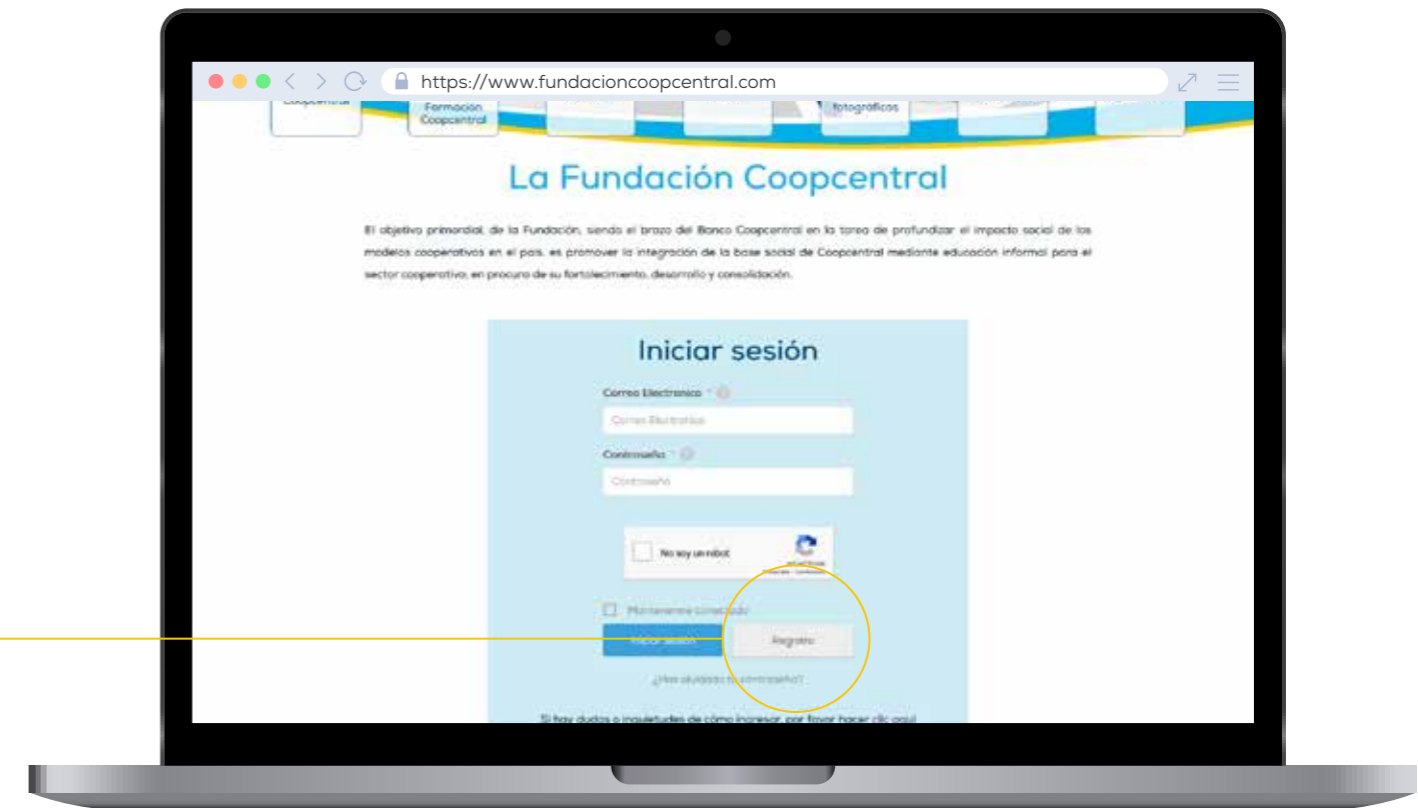 https://www.fundacioncoopcentral.com
Coopcentral
Formación
Coopcentral
fotográficos
La Fundación Coopcentral
El objetivo primordial, de la Fundación, siendo el brazo del Banco Coopcentral en la tarea de profundizar el impacto social de los
modelos cooperativos en el país, es promover la integración de la base social de Coopcentral mediante educación informal para el
sector cooperativo, en procura de su fortalecimiento, desarrollo y consolidación.
Iniciar sesión
Correo Electronico *
Correo Electronico
Contraseña *
Contraseña
No soy un robot
Mantenerme conectado
Iniciar sesión
Registro
¿Has olvidado tu contraseña?
Si hay dudas o inquietudes de cómo ingresar, por favor hacer clic aquí